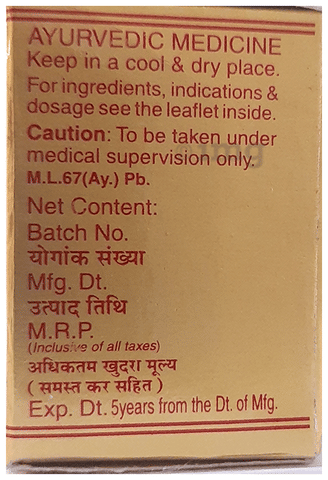 AYURVEDIC MEDICINE
Keep in a cool & dry place.
For ingredients, indications &
dosage see the leaflet inside.
Caution: To be taken under
medical supervision only.
M.L.67(Ay.) Pb.
Net Content:
Batch No.
योगांक संख्या
Mfg. Dt.
उत्पाद तिथि
M.R.P.
(Inclusive of all taxes)
अधिकतम खुदरा मूल्य
( समस्त कर सहित )
Exp. Dt. 5years from the Dt. of Mfg.